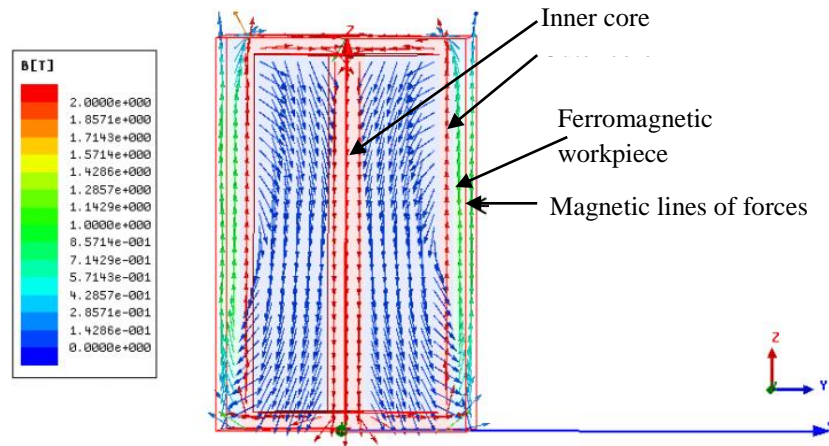 B[T]
2.0000e+000
1.8571e+000
1.7143e+000
1.5714e+000
1.4286e+000
1.2857e+000
1.1429e+000
1.0000e+000
8.5714e-001
7.1429e-001
5.7143e-001
4.2857e-001
2.8571e-001
1.4286e-001
0.0000e+000
Z
Inner core
Ferromagnetic
workpiece
Magnetic lines of forces
Z
Y